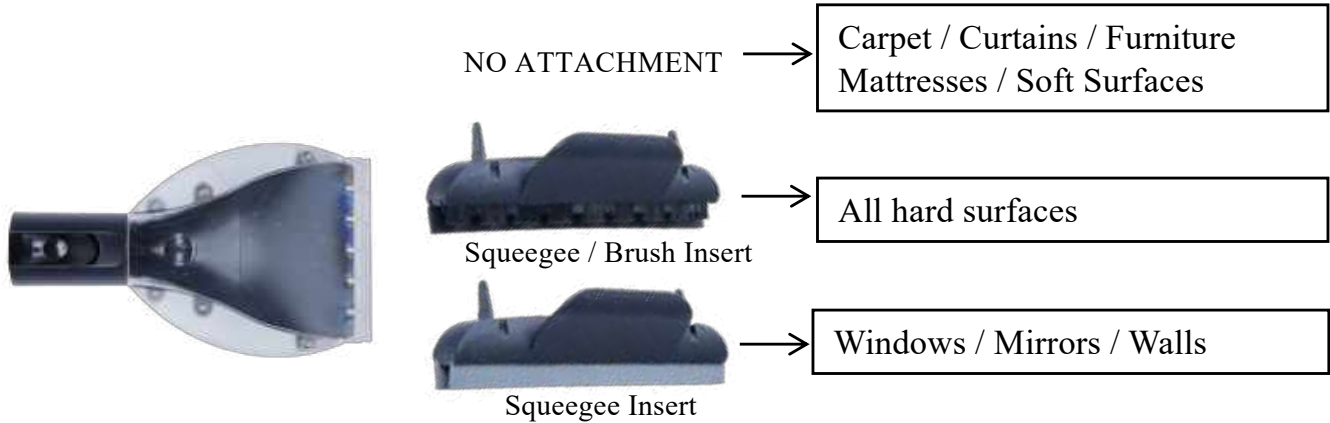 NO ATTACHMENT
Carpet / Curtains / Furniture
Mattresses / Soft Surfaces
Squeegee / Brush Insert
All hard surfaces
Squeegee Insert
Windows / Mirrors / Walls